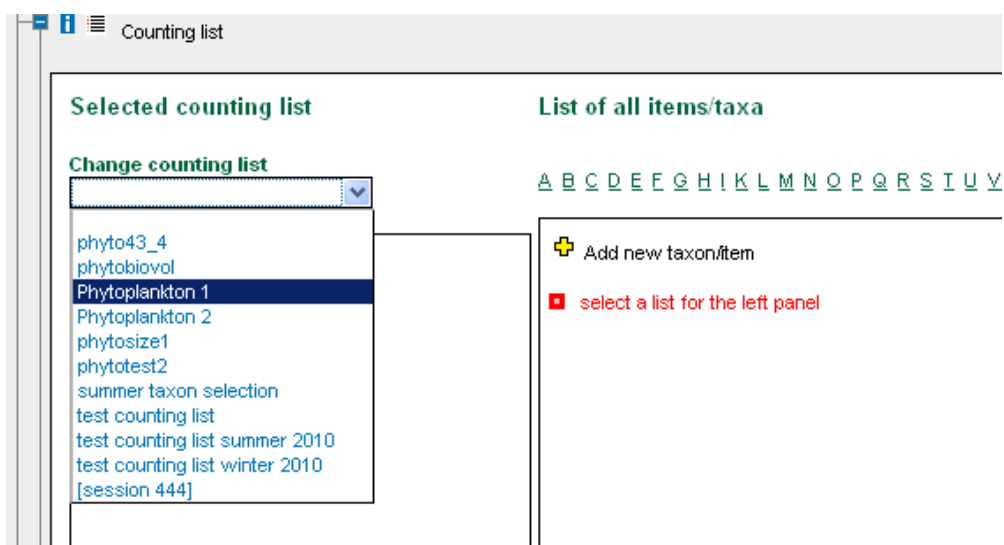 Counting list
Selected counting list
Change counting list
phyto43_4
phytobiovol
Phytoplankton 1
Phytoplankton 2
phytosize1
phytotest2
summer taxon selection
test counting list
test counting list summer 2010
test counting list winter 2010
[session 444]
List of all items/taxa
A B C D E F G H I K L M N O P Q R S T U V
Add new taxon/item
select a list for the left panel